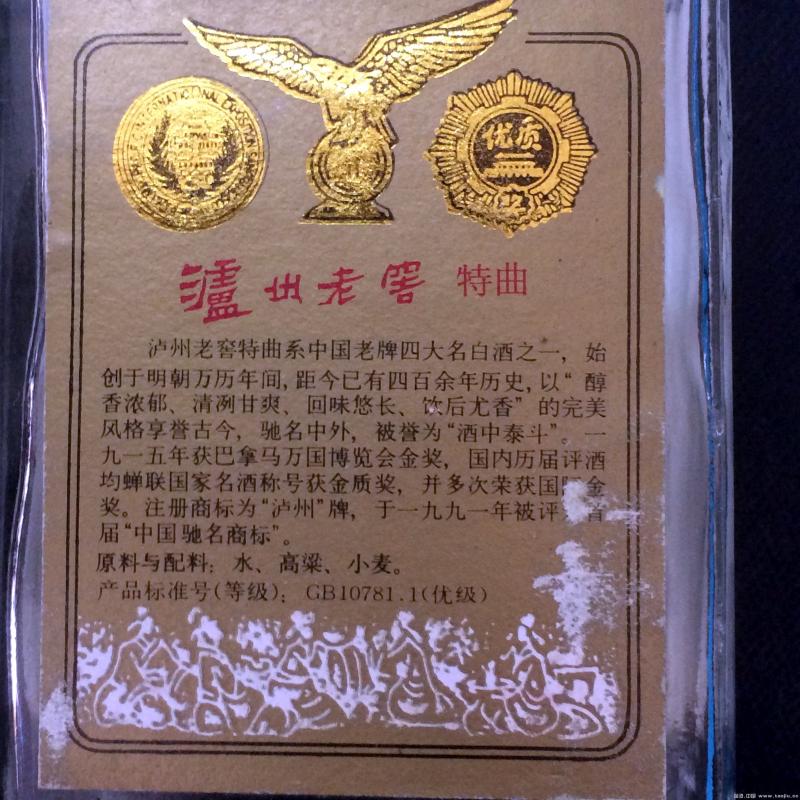 优质
泸州老窖 特曲
泸州老窖特曲系中国老牌四大名白酒之一，始
创于明朝万历年间,距今已有四百余年历史,以“醇
香浓郁、清冽甘爽、回味悠长、饮后尤香”的完美
风格享誉古今，驰名中外，被誉为“酒中泰斗”。一
九一五年获巴拿马万国博览会金奖，国内历届评酒
均蝉联国家名酒称号获金质奖，并多次荣获国际金
奖。注册商标为“泸州”牌，于一九九一年被评 首
届“中国驰名商标”。
原料与配料：水、高粱、小麦。
产品标准号(等级)：GB10781.1(优级)